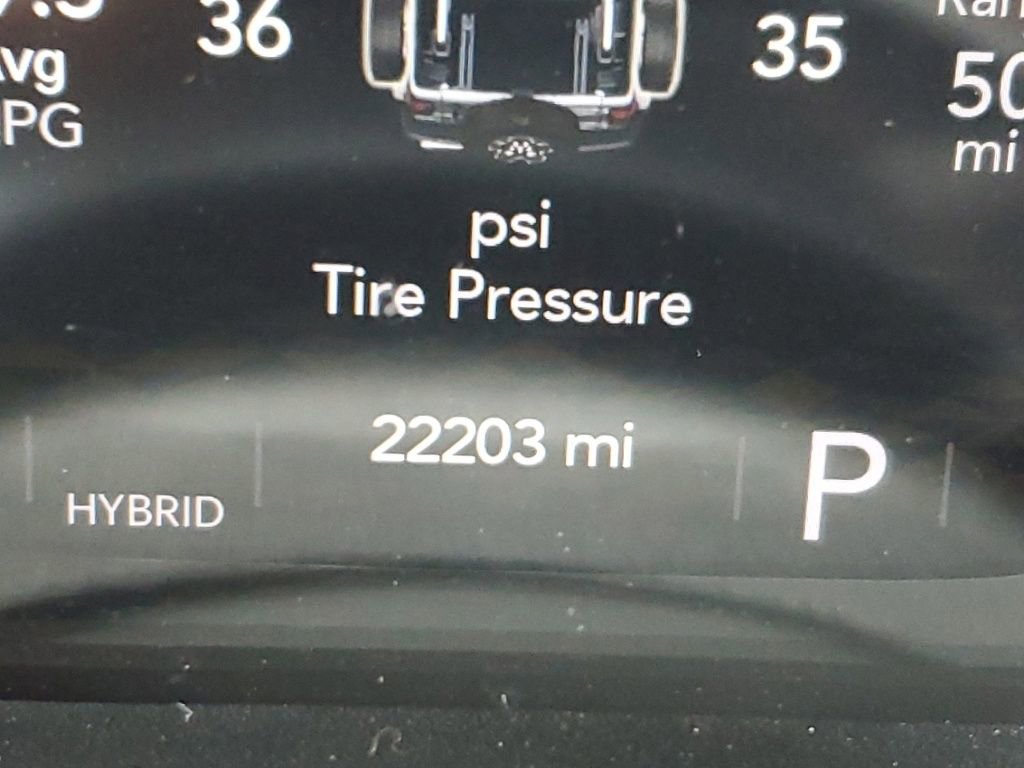 36
35
Avg
50
PG
mi
psi
Tire Pressure
22203 mi
P
HYBRID